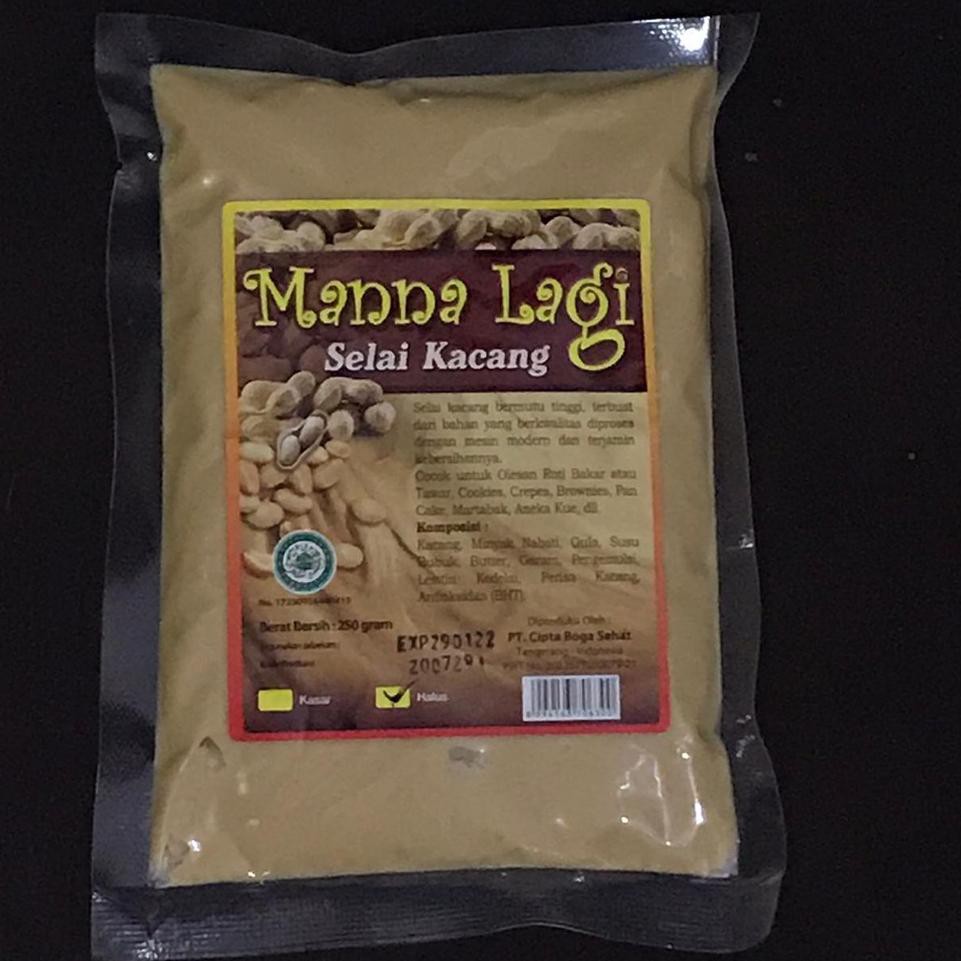 Manna Lagi
Selai Kacang
Selai kacang bermutu tinggi, terbuat
dari bahan yang berkualitas diproses
dengan mesin modern dan terjamin
kebersihannya.
Cocok untuk Olesan Roti Bakar atau
Tawar, Cookies, Crepes, Brownies, Pan
Cake, Martabak, Aneka Kue, dll.
Komposisi :
Kacang, Minyak Nabati, Gula, Susu
Bubuk, Butter, Garam, Pengemulsi
Lesitin Kedelai, Perisa Kacang,
Antioksidan (BHT).
Berat Bersih : 250 gram
EXP290122
Diproduksi Oleh :
PT. Cipta Boga Sehat
Tangerang - Indonesia
Kasar
Halus